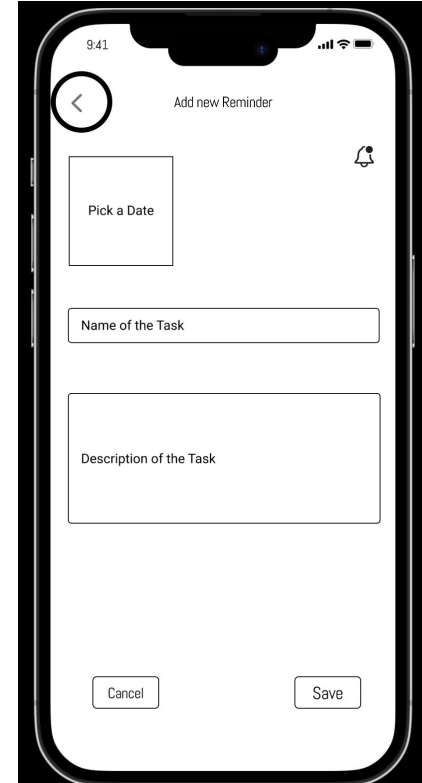 9:41
Add new Reminder
Pick a Date
Name of the Task
Description of the Task
Cancel
Save